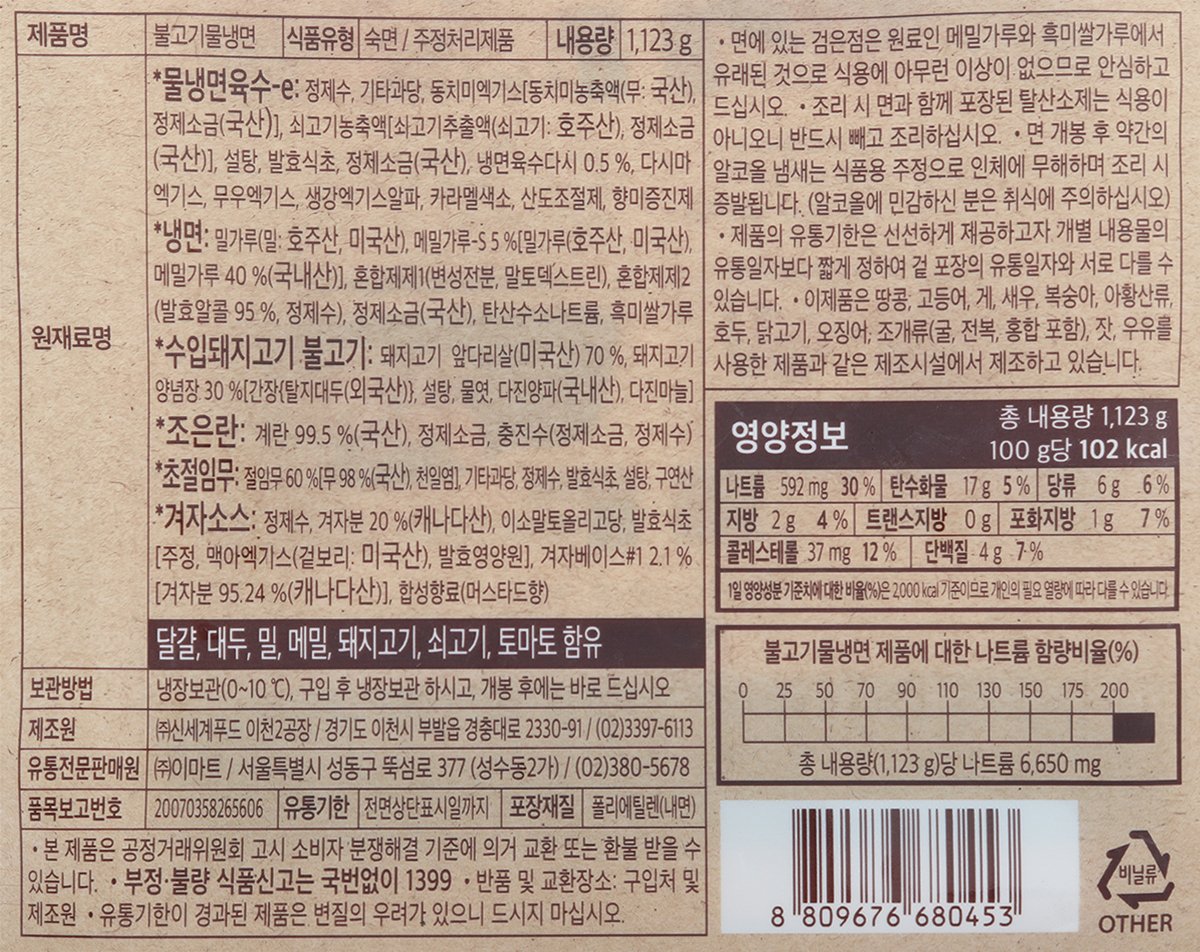 제품명 불고기물냉면 식품유형 숙면 / 주정처리제품 내용량 1,123 g
원재료명
*물냉면육수-e: 정제수, 기타과당, 동치미엑기스[동치미농축액(무: 국산),
정제소금(국산)], 쇠고기농축액[쇠고기추출액(쇠고기: 호주산), 정제소금
(국산)], 설탕, 발효식초, 정제소금(국산), 냉면육수다시 0.5 %, 다시마
엑기스, 무우엑기스, 생강엑기스알파, 카라멜색소, 산도조절제, 향미증진제
*냉면: 밀가루(밀: 호주산, 미국산), 메밀가루-S 5 %[밀가루(호주산, 미국산),
메밀가루 40 %(국내산)], 혼합제제1(변성전분, 말토덱스트린), 혼합제제2
(발효알콜 95 %, 정제수), 정제소금(국산), 탄산수소나트륨, 흑미쌀가루
*수입돼지고기 불고기: 돼지고기 앞다리살(미국산) 70 %, 돼지고기
양념장 30 %[간장{탈지대두(외국산)}, 설탕, 물엿, 다진양파(국내산), 다진마늘]
*조은란: 계란 99.5 %(국산), 정제소금, 충진수(정제소금, 정제수)
*초절임무: 절임무 60 %[무 98 %(국산), 천일염], 기타과당, 정제수, 발효식초, 설탕, 구연산
*겨자소스: 정제수, 겨자분 20 %(캐나다산), 이소말토올리고당, 발효식초
[주정, 맥아엑기스(겉보리: 미국산), 발효영양원], 겨자베이스#1 2.1 %
[겨자분 95.24 %(캐나다산)], 합성향료(머스타드향)
달걀, 대두, 밀, 메밀, 돼지고기, 쇠고기, 토마토 함유
보관방법 냉장보관(0~10 ℃), 구입 후 냉장보관 하시고, 개봉 후에는 바로 드십시오
제조원 ㈜신세계푸드 이천2공장 / 경기도 이천시 부발읍 경충대로 2330-91 / (02)3397-6113
유통전문판매원 ㈜이마트 / 서울특별시 성동구 뚝섬로 377 (성수동2가) / (02)380-5678
품목보고번호 20070358265606 유통기한 전면상단표시일까지 포장재질 폴리에틸렌(내면)
• 본 제품은 공정거래위원회 고시 소비자 분쟁해결 기준에 의거 교환 또는 환불 받을 수
있습니다. • 부정·불량 식품신고는 국번없이 1399 • 반품 및 교환장소: 구입처 및
제조원 • 유통기한이 경과된 제품은 변질의 우려가 있으니 드시지 마십시오.
• 면에 있는 검은점은 원료인 메밀가루와 흑미쌀가루에서
유래된 것으로 식용에 아무런 이상이 없으므로 안심하고
드십시오. • 조리 시 면과 함께 포장된 탈산소제는 식용이
아니오니 반드시 빼고 조리하십시오. • 면 개봉 후 약간의
알코올 냄새는 식품용 주정으로 인체에 무해하며 조리 시
증발됩니다. (알코올에 민감하신 분은 취식에 주의하십시오)
• 제품의 유통기한은 선선하게 제공하고자 개별 내용물의
유통일자보다 짧게 정하여 겉 포장의 유통일자와 서로 다를 수
있습니다. • 이제품은 땅콩, 고등어, 게, 새우, 복숭아, 아황산류,
호두, 닭고기, 오징어, 조개류(굴, 전복, 홍합 포함), 잣, 우유를
사용한 제품과 같은 제조시설에서 제조하고 있습니다.
영양정보 총 내용량 1,123 g
100 g당 102 kcal
나트륨 592 mg 30 % 탄수화물 17 g 5 % 당류 6 g 6 %
지방 2 g 4 % 트랜스지방 0 g 포화지방 1 g 7 %
콜레스테롤 37 mg 12 % 단백질 4 g 7 %
1일 영양성분 기준치에 대한 비율(%)은 2,000 kcal 기준이므로 개인의 필요 열량에 따라 다를 수 있습니다.
불고기물냉면 제품에 대한 나트륨 함량비율(%)
0 25 50 70 90 110 130 150 175 200
총 내용량(1,123 g)당 나트륨 6,650 mg
8 809676 680453
비닐류
OTHER